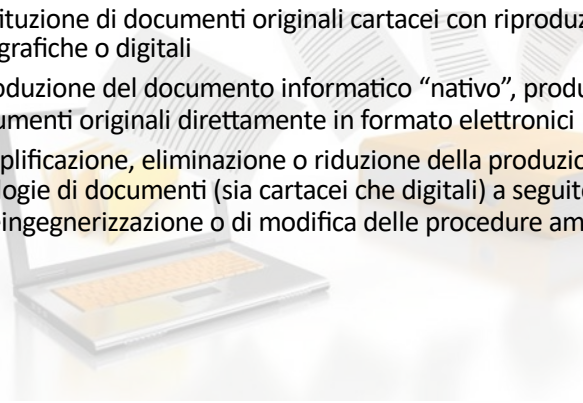 ituzione di documenti originali cartacei con riproduz
grafiche o digitali
oduzione del documento informatico “nativo”, produ
umenti originali direttamente in formato elettronici
plificazione, eliminazione o riduzione della produzio
logie di documenti (sia cartacei che digitali) a seguito
eingegnerizzazione o di modifica delle procedure am